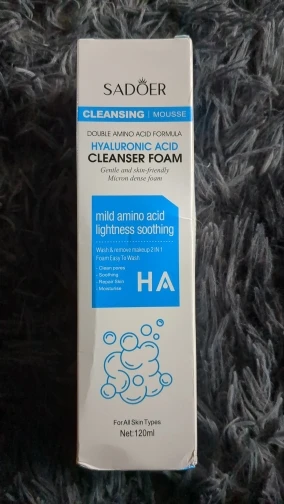 SADOER
CLEANSING | MOUSSE
DOUBLE AMINO ACID FORMULA
HYALURONIC ACID
CLEANSER FOAM
Gentle and skin-friendly
Micron dense foam
mild amino acid
lightness soothing
Wash & remove makeup 2 IN 1
Foam Easy To Wash
- Clean pores
- Soothing
- Repair Skin
- Moisturise
HA
For All Skin Types
Net:120ml